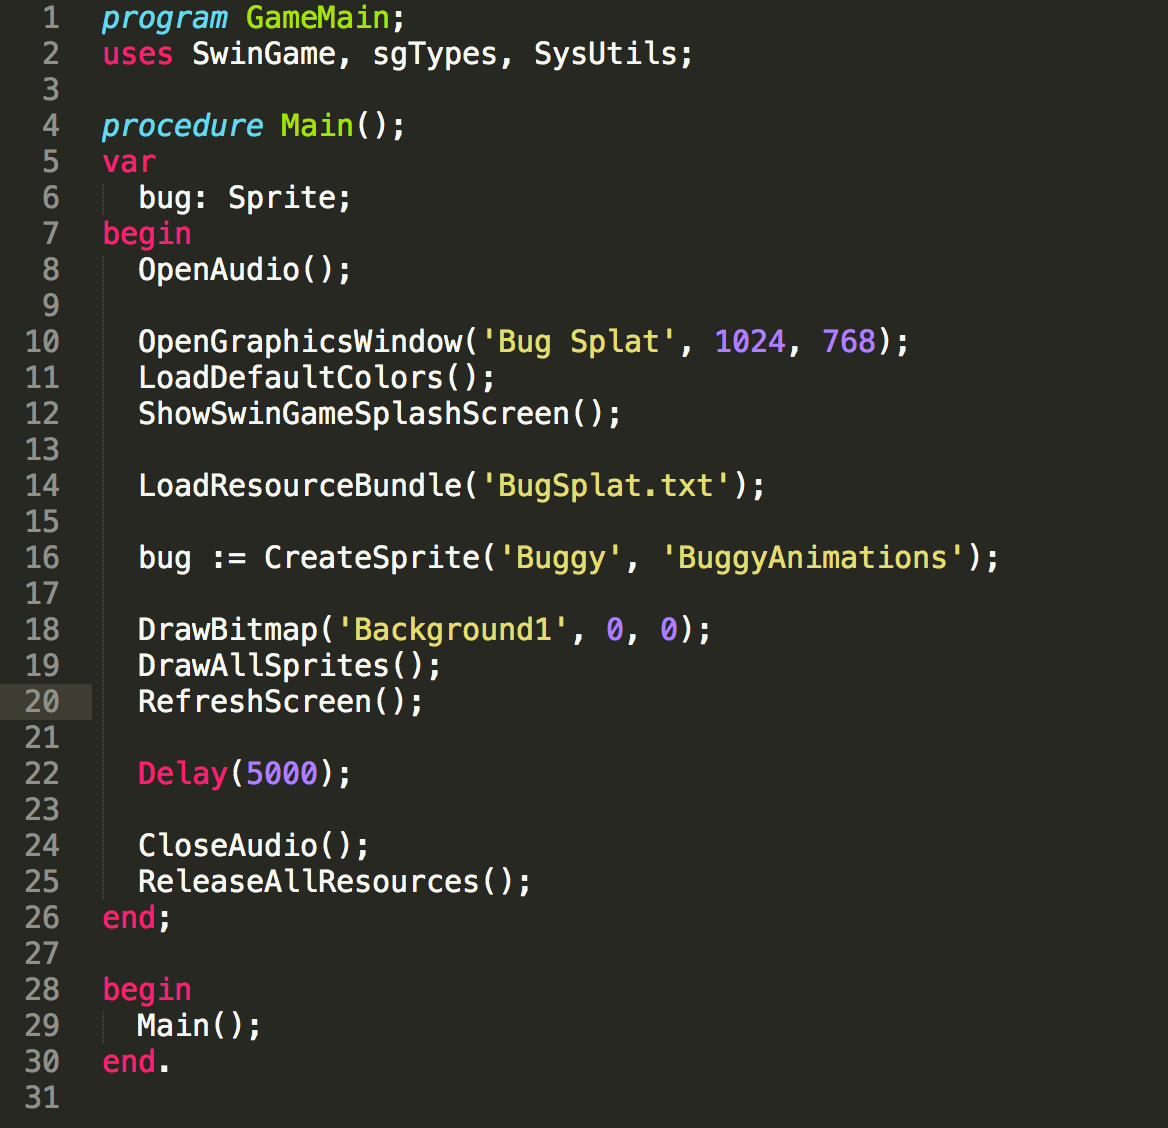 1 program GameMain;
2 uses SwinGame, sgTypes, SysUtils;
3
4 procedure Main();
5 var
6   bug: Sprite;
7 begin
8   OpenAudio();
9
10   OpenGraphicsWindow('Bug Splat', 1024, 768);
11   LoadDefaultColors();
12   ShowSwinGameSplashScreen();
13
14   LoadResourceBundle('BugSplat.txt');
15
16   bug := CreateSprite('Buggy', 'BuggyAnimations');
17
18   DrawBitmap('Background1', 0, 0);
19   DrawAllSprites();
20   RefreshScreen();
21
22   Delay(5000);
23
24   CloseAudio();
25   ReleaseAllResources();
26 end;
27
28 begin
29   Main();
30 end.
31